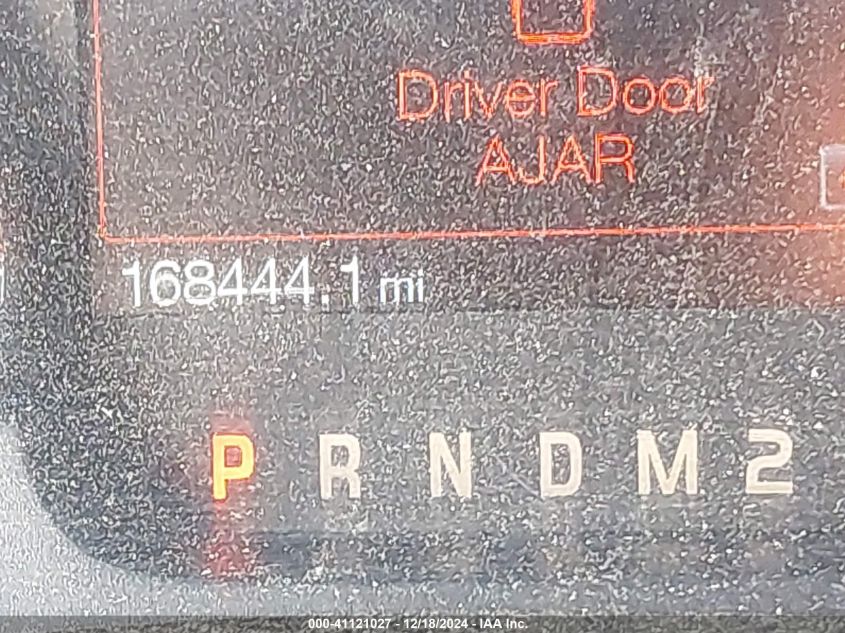 Driver Door
AJAR
168444.1 mi
P R N D M 2
000-41121027 - 12/18/2024 - IAA Inc.